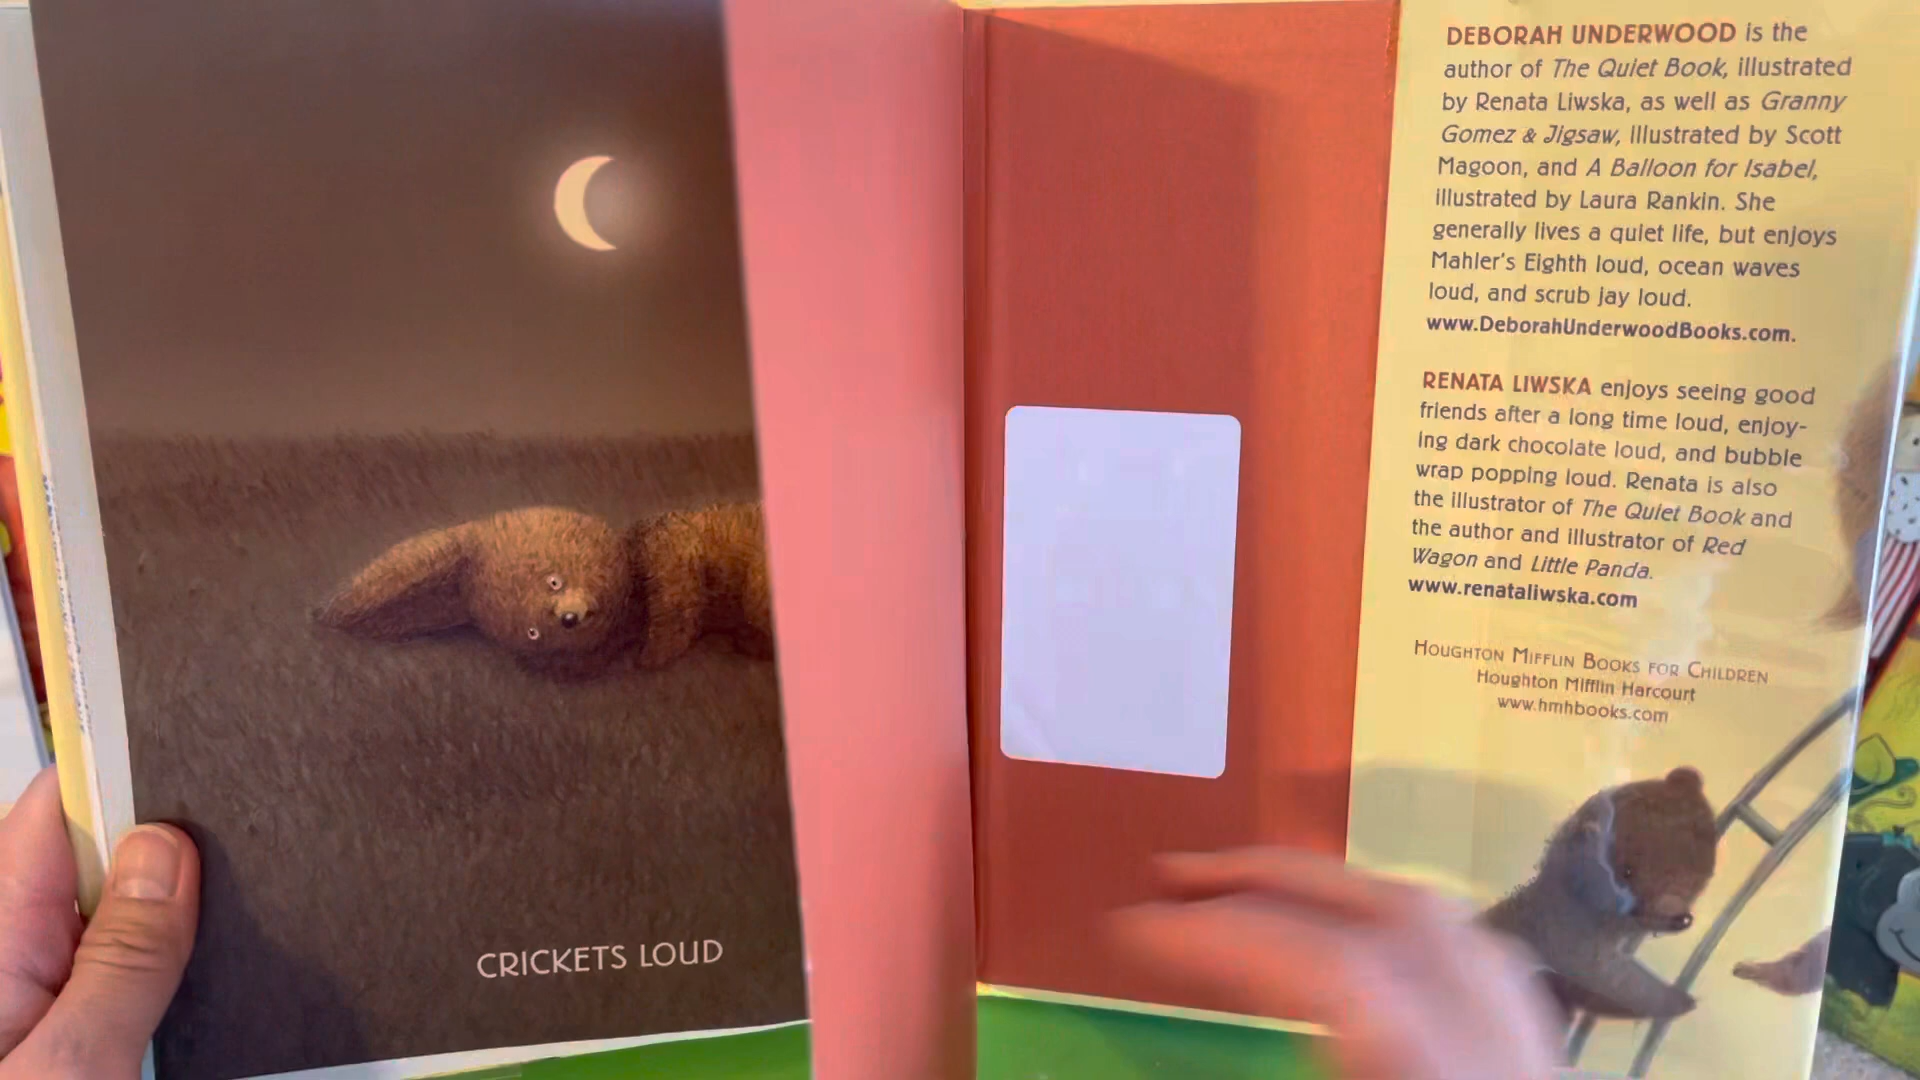 CRICKETS LOUD
DEBORAH UNDERWOOD is the
author of The Quiet Book, illustrated
by Renata Liwska, as well as Granny
Gomez & Jigsaw, illustrated by Scott
Magoon, and A Balloon for Isabel,
illustrated by Laura Rankin. She
generally lives a quiet life, but enjoys
Mahler's Eighth loud, ocean waves
loud, and scrub jay loud.
www.DeborahUnderwoodBooks.com.
RENATA LIWSKA enjoys seeing good
friends after a long time loud, enjoy-
ing dark chocolate loud, and bubble
wrap popping loud. Renata is also
the illustrator of The Quiet Book and
the author and illustrator of Red
Wagon and Little Panda.
www.renataliwska.com
HOUGHTON MIFFLIN BOOKS FOR CHILDREN
Houghton Mifflin Harcourt
www.hmhbooks.com